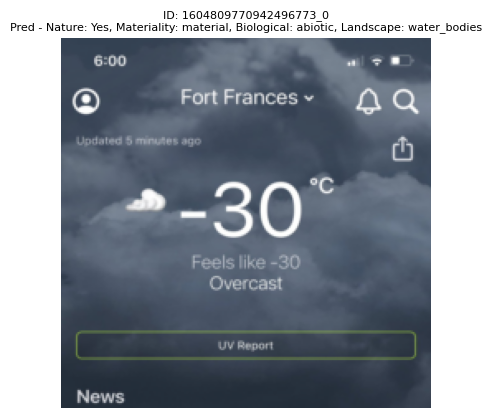 ID: 1604809770942496773_0
Pred - Nature: Yes, Materiality: material, Biological: abiotic, Landscape: water_bodies
6:00
Fort Frances
Updated 5 minutes ago
-30 °C
Feels like -30
Overcast
UV Report
News